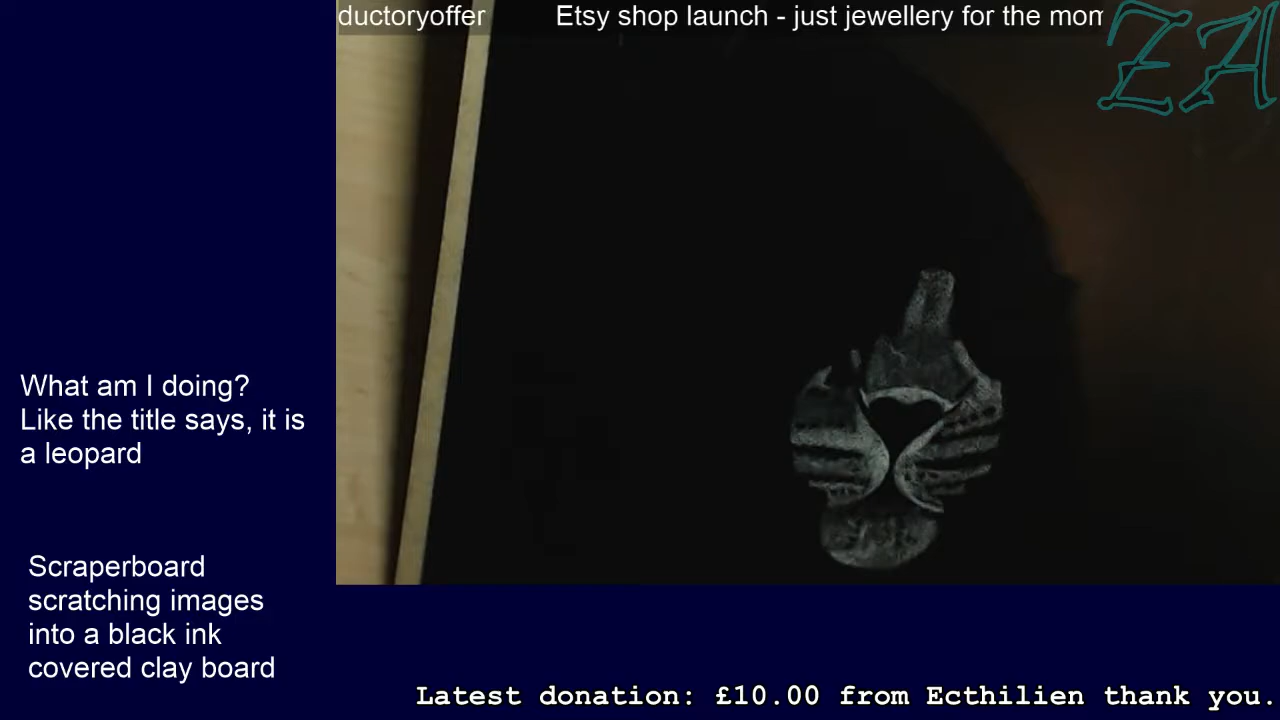 ductoryoffer Etsy shop launch - just jewellery for the mom
ZA
What am I doing?
Like the title says, it is
a leopard
Scraperboard
scratching images
into a black ink
covered clay board
Latest donation: £10.00 from Ecthilien thank you.